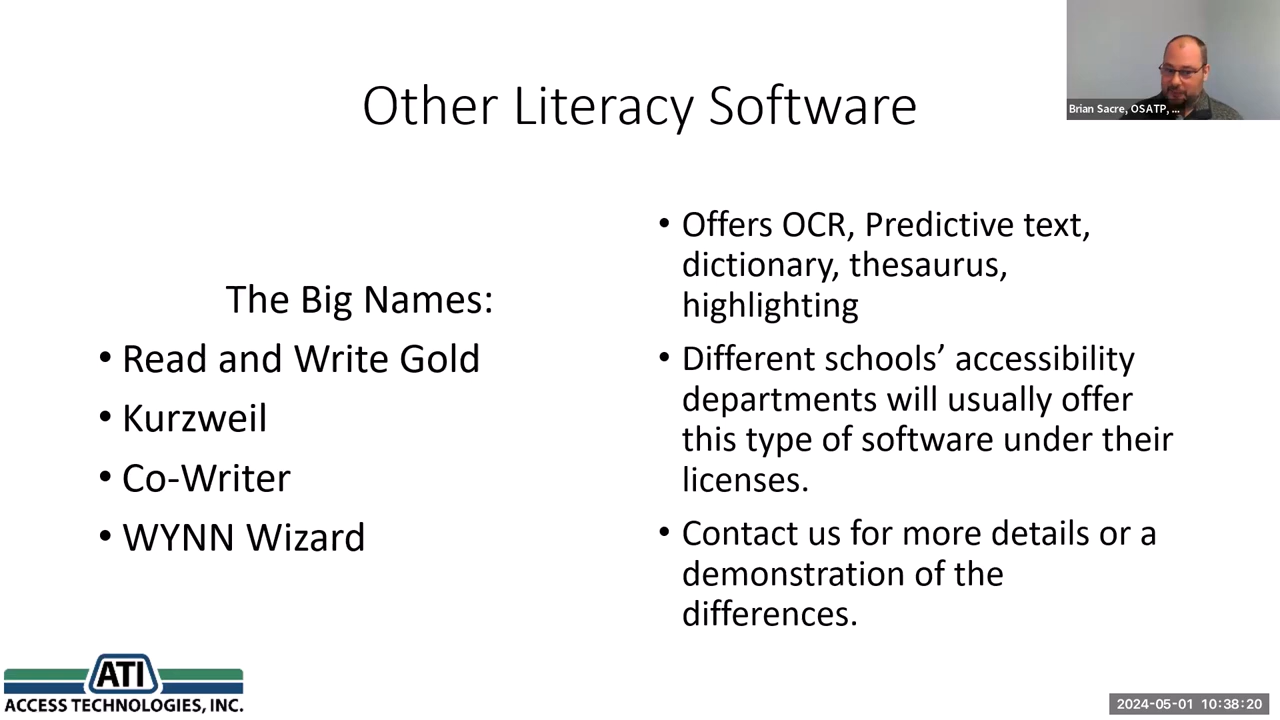 Other Literacy Software
Brian Sacre, OSATP, ...
The Big Names:
• Read and Write Gold
• Kurzweil
• Co-Writer
• WYNN Wizard
• Offers OCR, Predictive text,
dictionary, thesaurus,
highlighting
• Different schools’ accessibility
departments will usually offer
this type of software under their
licenses.
• Contact us for more details or a
demonstration of the
differences.
ATI
ACCESS TECHNOLOGIES, INC.
2024-05-01 10:38:20